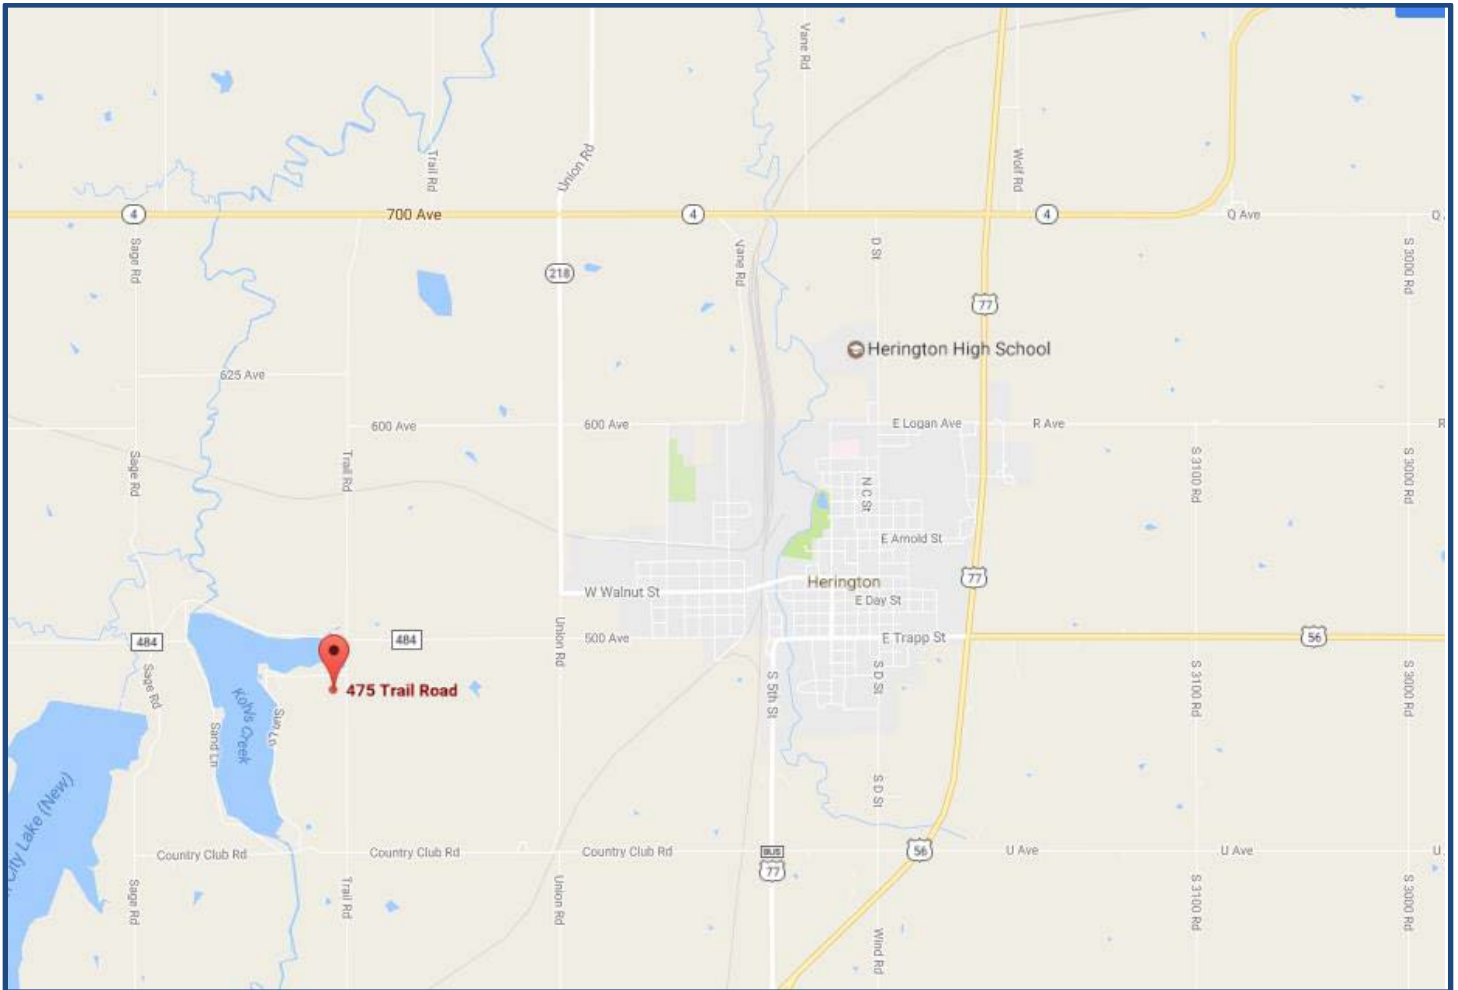 Vane Rd
Trail Rd
Union Rd
Wolf Rd
4
700 Ave
4
4
Q Ave
Q
Sage Rd
218
Vane Rd
D St
77
S 3000 Rd
Herington High School
625 Ave
600 Ave
600 Ave
E Logan Ave
R Ave
R
Sage Rd
Trail Rd
N C St
S 3100 Rd
S 3000 Rd
E Arnold St
77
Herington
W Walnut St
E Day St
484
484
Union Rd
500 Ave
E Trapp St
56
475 Trail Road
Sage Rd
Kohls Creek
Sand Ln
Sun Ln
S 5th St
S D St
S 3100 Rd
S 3000 Rd
City Lake (New)
S D St
Country Club Rd
Country Club Rd
Country Club Rd
BUS
77
56
U Ave
U Ave
U
Sage Rd
Trail Rd
Union Rd
Wind Rd
S 3100 Rd
S 3000 Rd